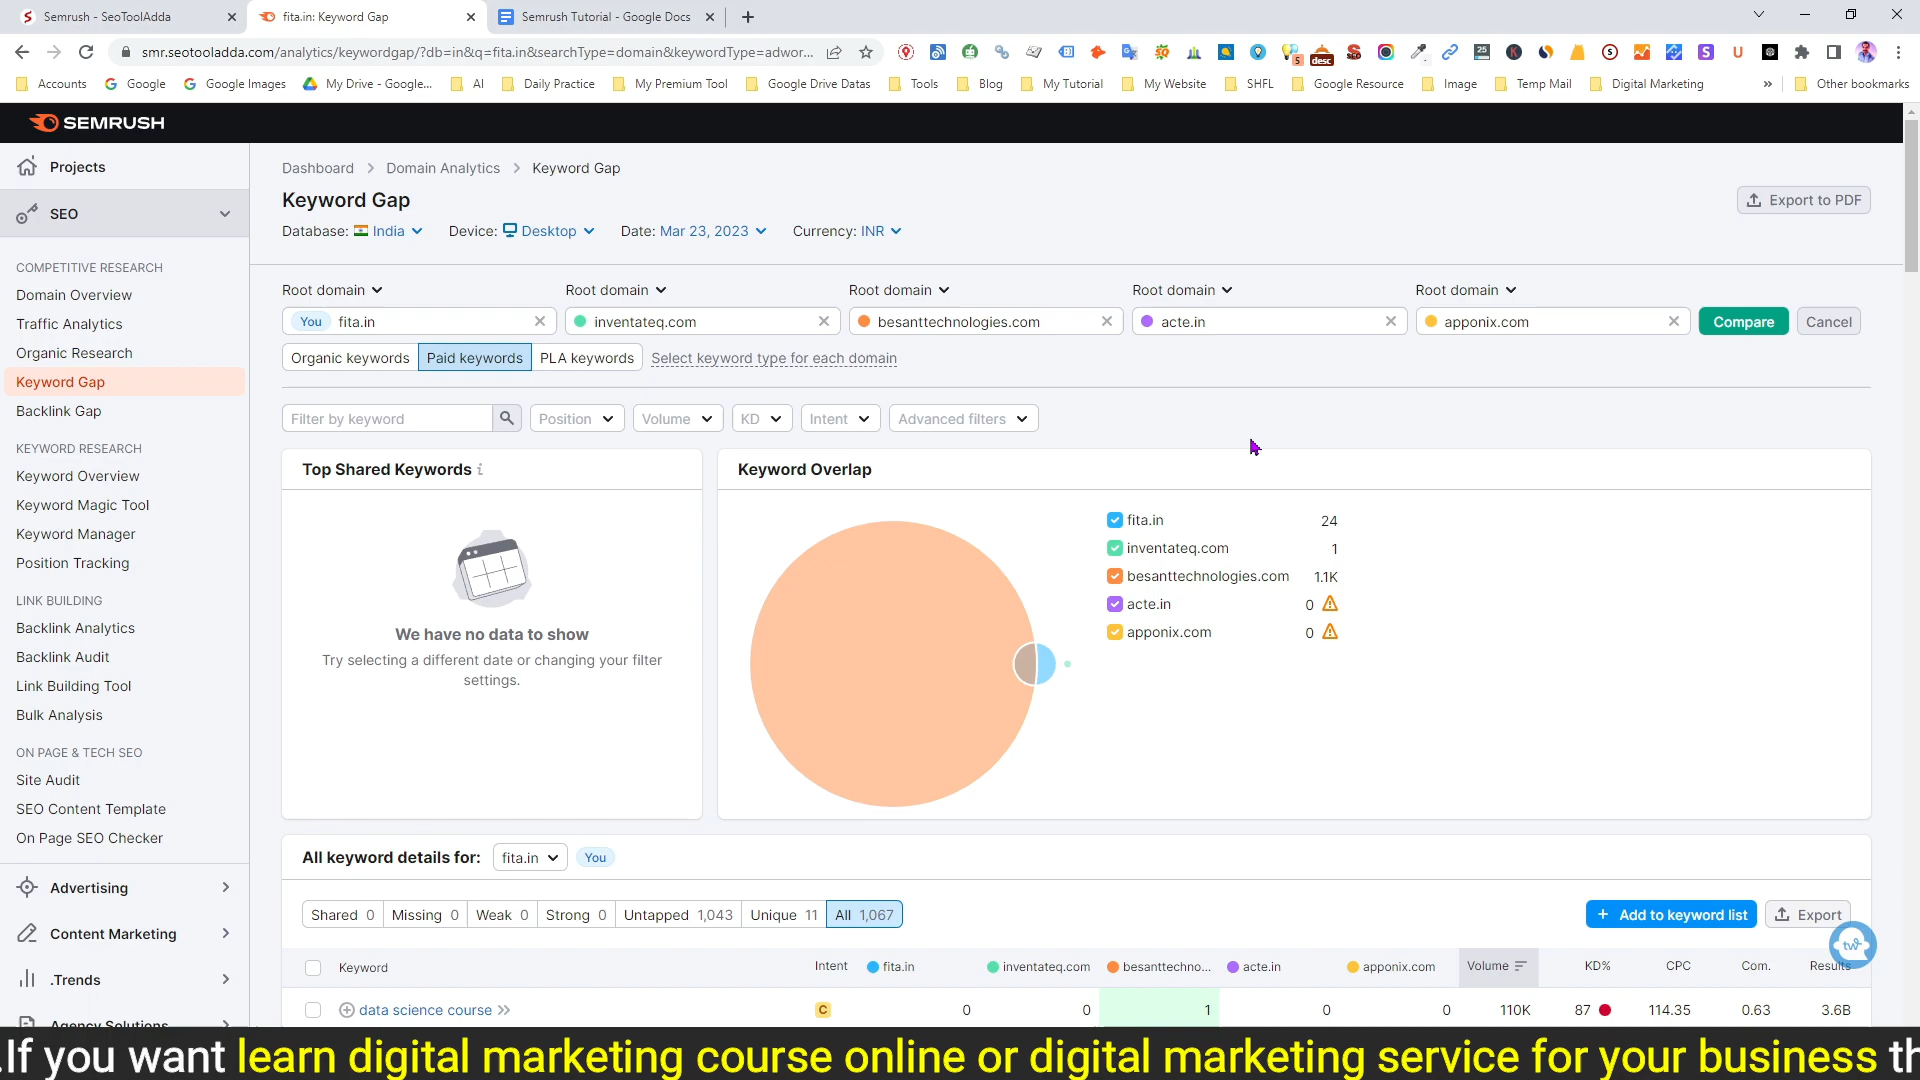 Semrush - SeoToolAdda
fita.in: Keyword Gap
Semrush Tutorial - Google Docs
smr.seotooladda.com/analytics/keywordgap/?db=in&q=fita.in&searchType=domain&keywordType=adwor...
Accounts Google Google Images My Drive - Google... AI Daily Practice My Premium Tool Google Drive Datas Tools Blog My Tutorial My Website SHFL Google Resource Image Temp Mail Digital Marketing » Other bookmarks
SEMRUSH
Projects
SEO
COMPETITIVE RESEARCH
Domain Overview
Traffic Analytics
Organic Research
Keyword Gap
Backlink Gap
KEYWORD RESEARCH
Keyword Overview
Keyword Magic Tool
Keyword Manager
Position Tracking
LINK BUILDING
Backlink Analytics
Backlink Audit
Link Building Tool
Bulk Analysis
ON PAGE & TECH SEO
Site Audit
SEO Content Template
On Page SEO Checker
Advertising
Content Marketing
.Trends
Agency Solutions
Dashboard > Domain Analytics > Keyword Gap
Keyword Gap
Export to PDF
Database: India Device: Desktop Date: Mar 23, 2023 Currency: INR
Root domain Root domain Root domain Root domain Root domain
You fita.in inventateq.com besanttechnologies.com acte.in apponix.com Compare Cancel
Organic keywords Paid keywords PLA keywords Select keyword type for each domain
Filter by keyword Position Volume KD Intent Advanced filters
Top Shared Keywords i
We have no data to show
Try selecting a different date or changing your filter
settings.
Keyword Overlap
fita.in 24
inventateq.com 1
besanttechnologies.com 1.1K
acte.in 0
apponix.com 0
All keyword details for: fita.in You
Shared 0 Missing 0 Weak 0 Strong 0 Untapped 1,043 Unique 11 All 1,067
+ Add to keyword list Export
Keyword Intent fita.in inventateq.com besanttechno... acte.in apponix.com Volume KD% CPC Com. Results
data science course C 0 0 1 0 0 110K 87 114.35 0.63 3.6B
.If you want learn digital marketing course online or digital marketing service for your business th